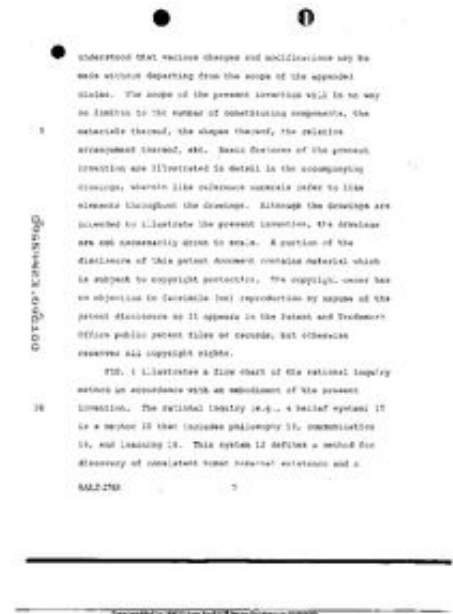 understood that various changes and modifications may be
made without departing from the scope of the appended
claims. The scope of the present invention will in no way
be limited to the number of constituting components, the
5 materials thereof, the shapes thereof, the relative
arrangement thereof, etc. Basic features of the present
invention are illustrated in detail in the accompanying
drawings, wherein like reference numerals refer to like
elements throughout the drawings. Although the drawings are
intended to illustrate the present invention, the drawings
are not necessarily drawn to scale. A portion of the
disclosure of this patent document contains material which
is subject to copyright protection. The copyright owner has
no objection to facsimile reproduction by anyone of the
patent disclosure as it appears in the Patent and Trademark
Office public patent files or records, but otherwise
reserves all copyright rights.
FIG. 1 illustrates a flow chart of the rational inquiry
method in accordance with an embodiment of the present
invention. The rational inquiry (e.g., a belief system)
is a method 10 that includes philosophy communication
and learning This system 12 defines a method for
discovery of consistent human existence and a